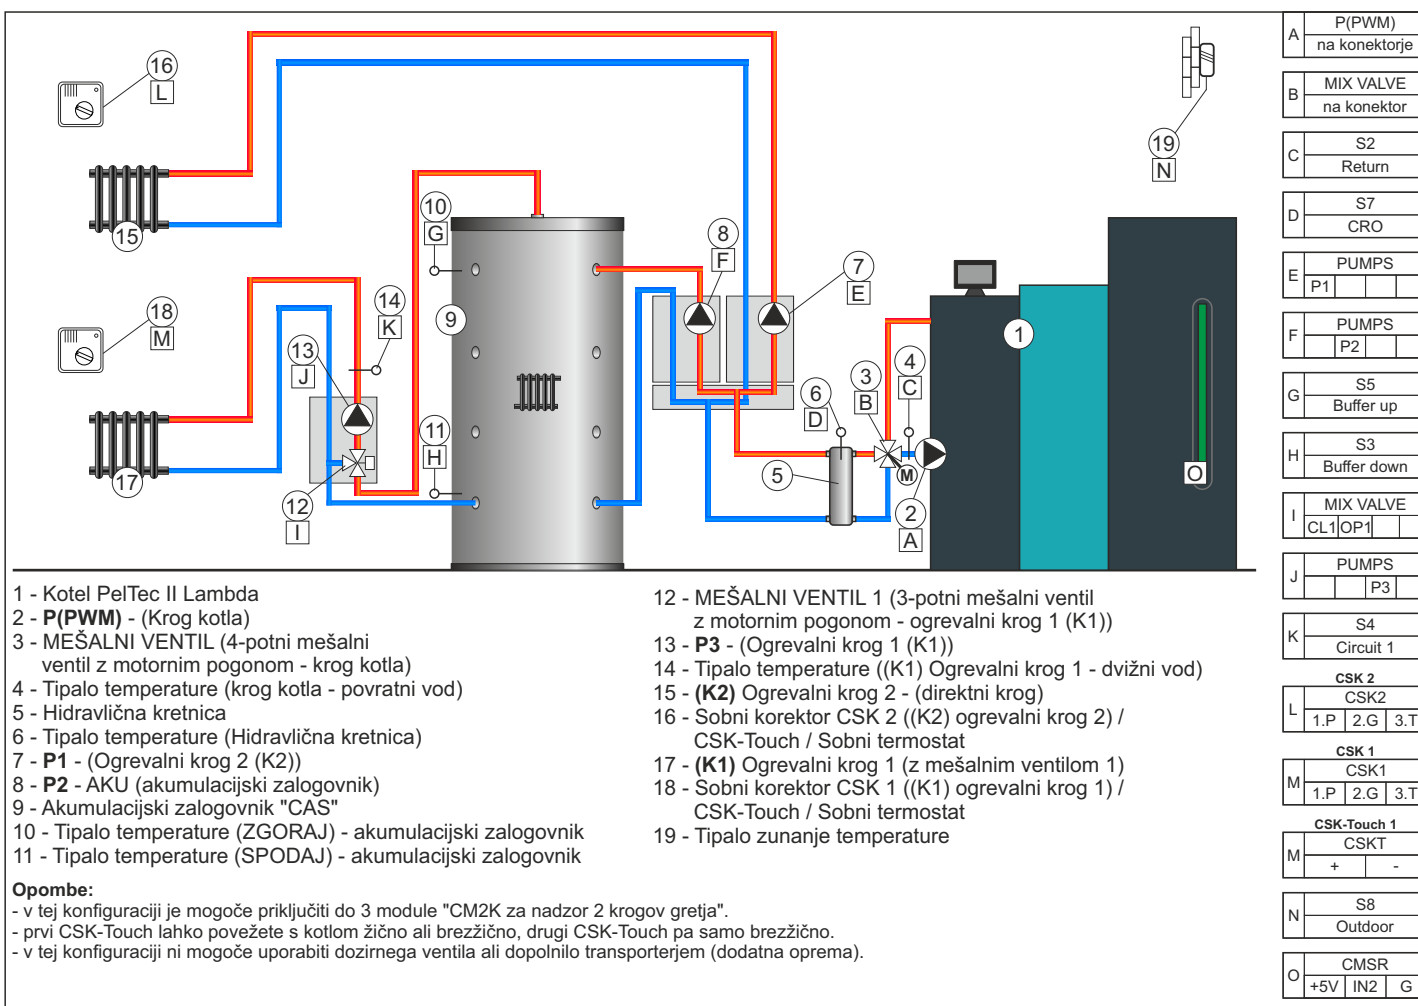 16
L
15
18
M
17
14
K
13
J
12
I
10
G
9
11
H
8
F
7
E
6
D
5
3
B
4
C
M
2
A
1
19
N
O
1 - Kotel PelTec II Lambda
2 - P(PWM) - (Krog kotla)
3 - MEŠALNI VENTIL (4-potni mešalni
ventil z motornim pogonom - krog kotla)
4 - Tipalo temperature (krog kotla - povratni vod)
5 - Hidravlična kretnica
6 - Tipalo temperature (Hidravlična kretnica)
7 - P1 - (Ogrevalni krog 2 (K2))
8 - P2 - AKU (akumulacijski zalogovnik)
9 - Akumulacijski zalogovnik "CAS"
10 - Tipalo temperature (ZGORAJ) - akumulacijski zalogovnik
11 - Tipalo temperature (SPODAJ) - akumulacijski zalogovnik
12 - MEŠALNI VENTIL 1 (3-potni mešalni ventil
z motornim pogonom - ogrevalni krog 1 (K1))
13 - P3 - (Ogrevalni krog 1 (K1))
14 - Tipalo temperature ((K1) Ogrevalni krog 1 - dvižni vod)
15 - (K2) Ogrevalni krog 2 - (direktni krog)
16 - Sobni korektor CSK 2 ((K2) ogrevalni krog 2) /
CSK-Touch / Sobni termostat
17 - (K1) Ogrevalni krog 1 (z mešalnim ventilom 1)
18 - Sobni korektor CSK 1 ((K1) ogrevalni krog 1) /
CSK-Touch / Sobni termostat
19 - Tipalo zunanje temperature
Opombe:
- v tej konfiguraciji je mogoče priključiti do 3 module "CM2K za nadzor 2 krogov gretja".
- prvi CSK-Touch lahko povežete s kotlom žično ali brezžično, drugi CSK-Touch pa samo brezžično.
- v tej konfiguraciji ni mogoče uporabiti dozirnega ventila ali dopolnilo transporterjem (dodatna oprema).
A P(PWM)
na konektorje
B MIX VALVE
na konektor
C S2
Return
D S7
CRO
E PUMPS
P1
F PUMPS
P2
G S5
Buffer up
H S3
Buffer down
I MIX VALVE
CL1 OP1
J PUMPS
P3
K S4
Circuit 1
CSK 2
L CSK2
1.P 2.G 3.T
CSK 1
M CSK1
1.P 2.G 3.T
CSK-Touch 1
M CSKT
+ -
N S8
Outdoor
O CMSR
+5V IN2 G